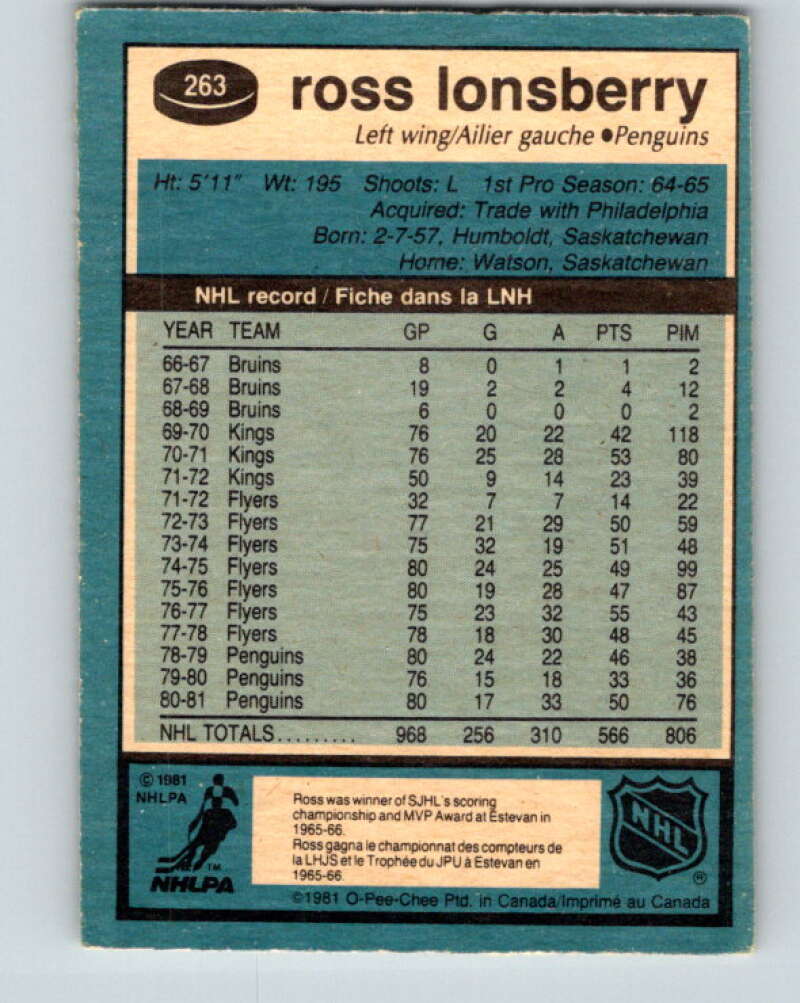 263
ross lonsberry
Left wing/Ailier gauche ●Penguins
Ht: 5'11" Wt: 195 Shoots: L 1st Pro Season: 64-65
Acquired: Trade with Philadelphia
Born: 2-7-57, Humboldt, Saskatchewan
Home: Watson, Saskatchewan
NHL record / Fiche dans la LNH
YEAR TEAM GP G A PTS PIM
66-67 Bruins 8 0 1 1 2
67-68 Bruins 19 2 2 4 12
68-69 Bruins 6 0 0 0 2
69-70 Kings 76 20 22 42 118
70-71 Kings 76 25 28 53 80
71-72 Kings 50 9 14 23 39
71-72 Flyers 32 7 7 14 22
72-73 Flyers 77 21 29 50 59
73-74 Flyers 75 32 19 51 48
74-75 Flyers 80 24 25 49 99
75-76 Flyers 80 19 28 47 87
76-77 Flyers 75 23 32 55 43
77-78 Flyers 78 18 30 48 45
78-79 Penguins 80 24 22 46 38
79-80 Penguins 76 15 18 33 36
80-81 Penguins 80 17 33 50 76
NHL TOTALS......... 968 256 310 566 806
© 1981
NHLPA
TM
NHLPA
Ross was winner of SJHL's scoring
championship and MVP Award at Estevan in
1965-66.
Ross gagna le championnat des compteurs de
la LHJS et le Trophée du JPU à Estevan en
1965-66.
NHL
®
©1981 O-Pee-Chee Ptd. in Canada/Imprimé au Canada